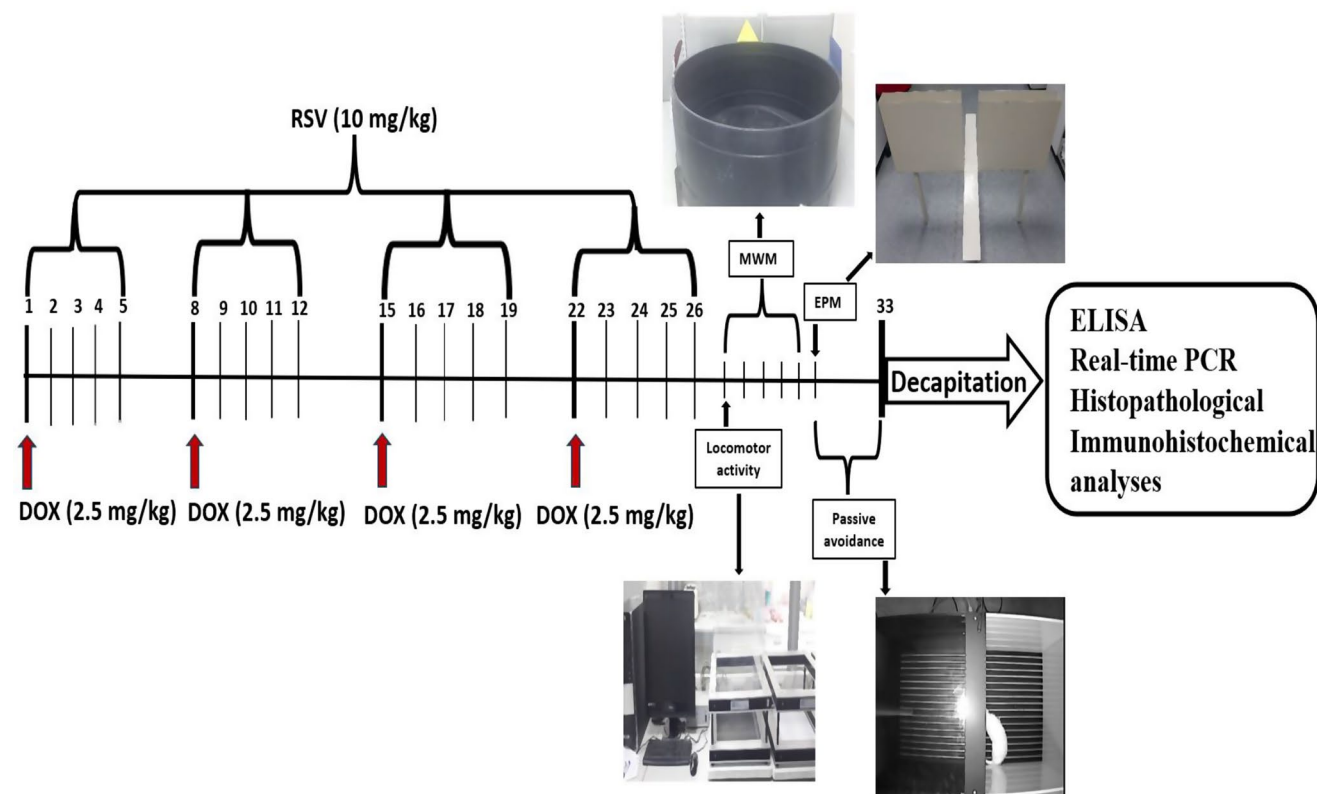 RSV (10 mg/kg)
1 2 3 4 5 8 9 10 11 12 15 16 17 18 19 22 23 24 25 26 33
MWM
EPM
DOX (2.5 mg/kg) DOX (2.5 mg/kg) DOX (2.5 mg/kg) DOX (2.5 mg/kg)
Locomotor
activity
Passive
avoidance
Decapitation
ELISA
Real-time PCR
Histopathological
Immunohistochemical
analyses